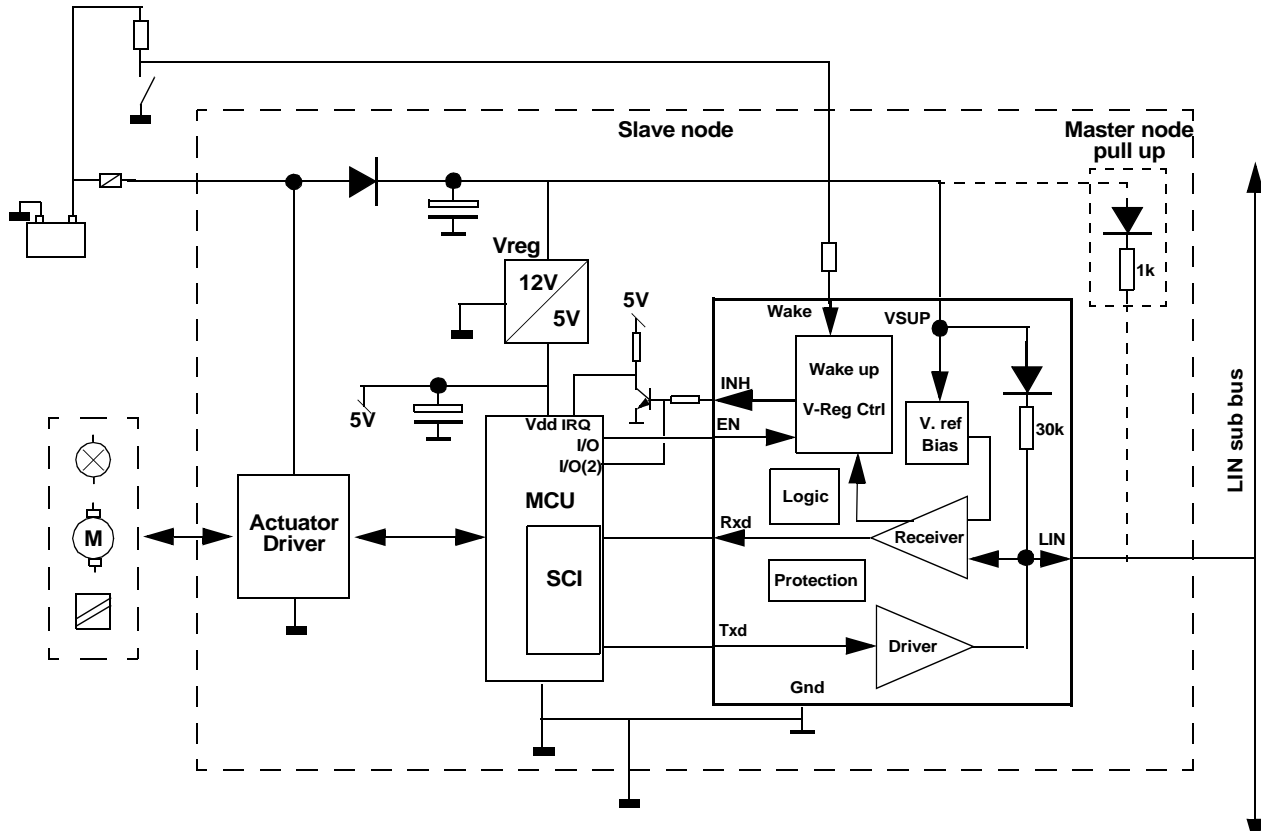 Slave node
Master node
pull up
1k
Vreg
12V
5V
5V
Wake
VSUP
Wake up
V-Reg Ctrl
INH
5V
Vdd IRQ
I/O
EN
I/O(2)
V. ref
Bias
30k
LIN sub bus
MCU
Logic
Actuator
Driver
M
SCI
Rxd
Receiver
LIN
Protection
Txd
Driver
Gnd